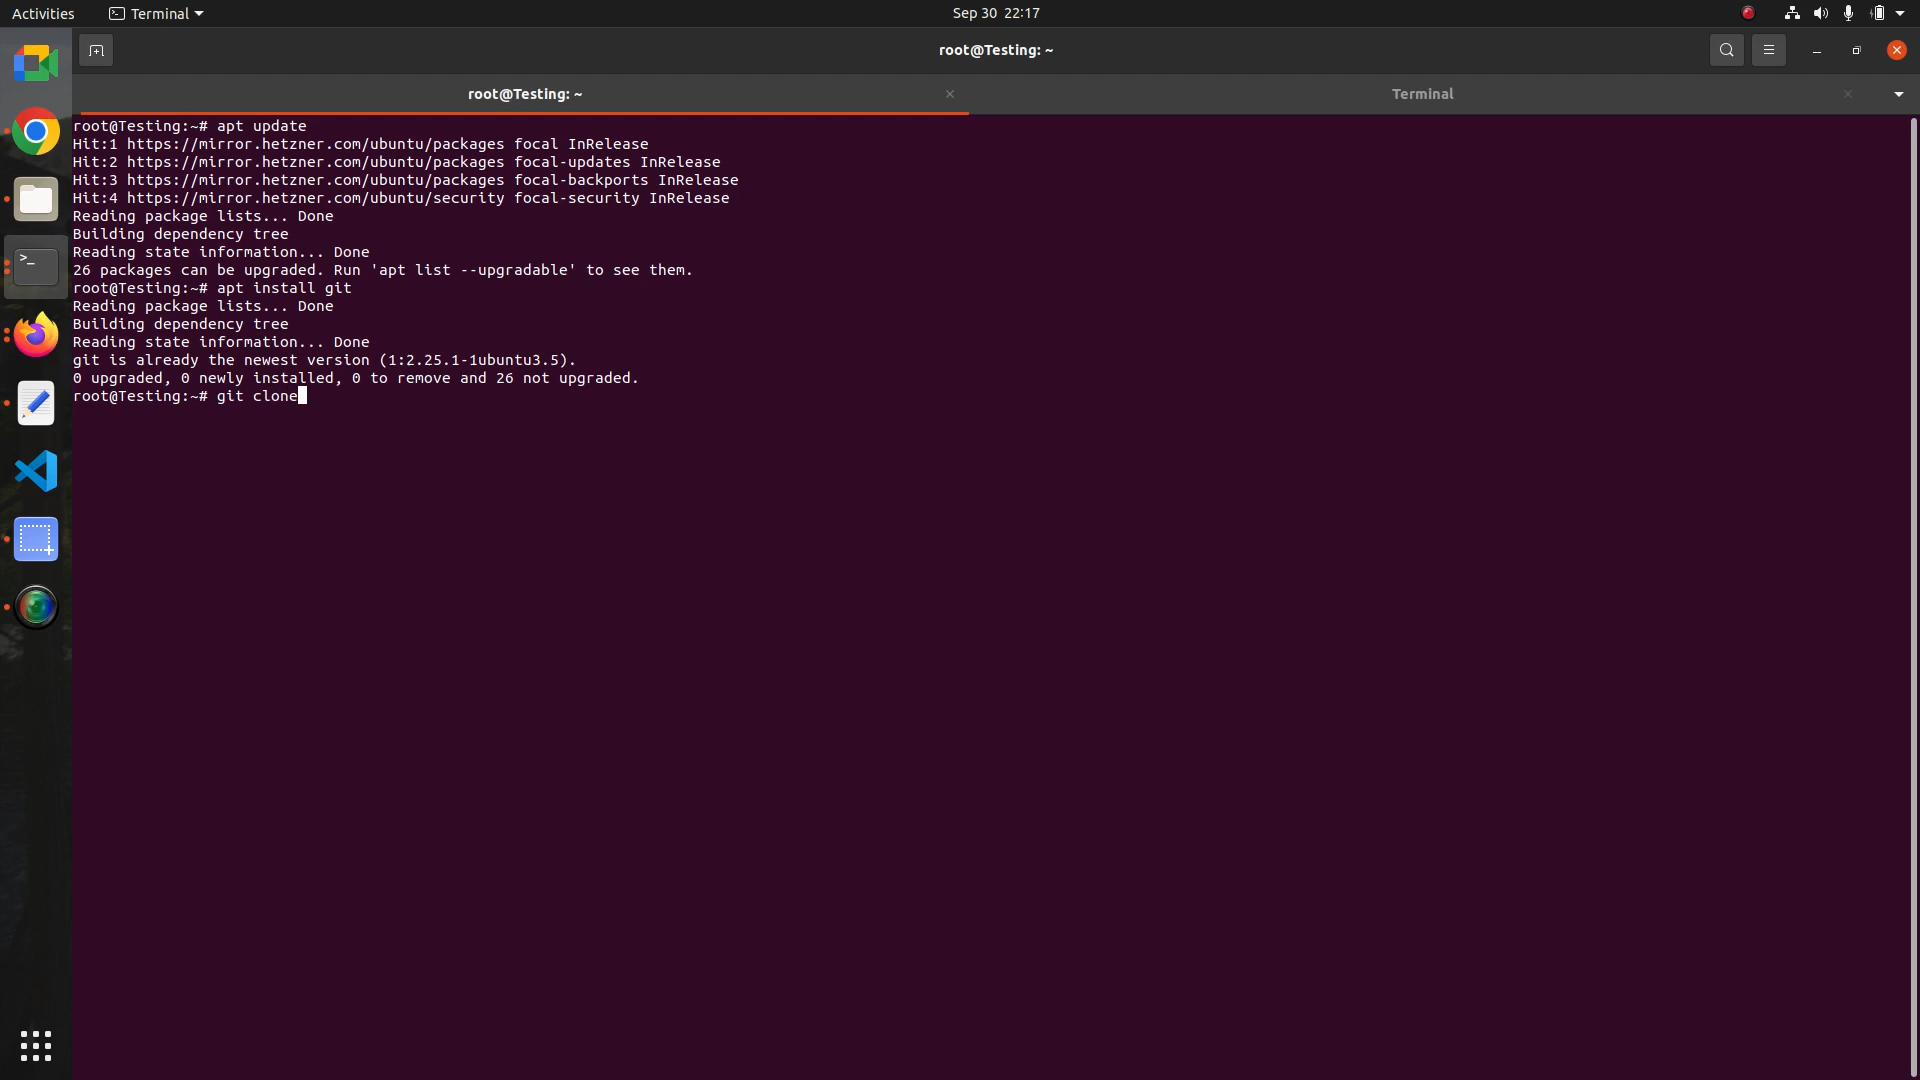 Activities
Terminal
Sep 30 22:17
root@Testing: ~
root@Testing: ~
Terminal
root@Testing:~# apt update
Hit:1 https://mirror.hetzner.com/ubuntu/packages focal InRelease
Hit:2 https://mirror.hetzner.com/ubuntu/packages focal-updates InRelease
Hit:3 https://mirror.hetzner.com/ubuntu/packages focal-backports InRelease
Hit:4 https://mirror.hetzner.com/ubuntu/security focal-security InRelease
Reading package lists... Done
Building dependency tree
Reading state information... Done
26 packages can be upgraded. Run 'apt list --upgradable' to see them.
root@Testing:~# apt install git
Reading package lists... Done
Building dependency tree
Reading state information... Done
git is already the newest version (1:2.25.1-1ubuntu3.5).
0 upgraded, 0 newly installed, 0 to remove and 26 not upgraded.
root@Testing:~# git clone